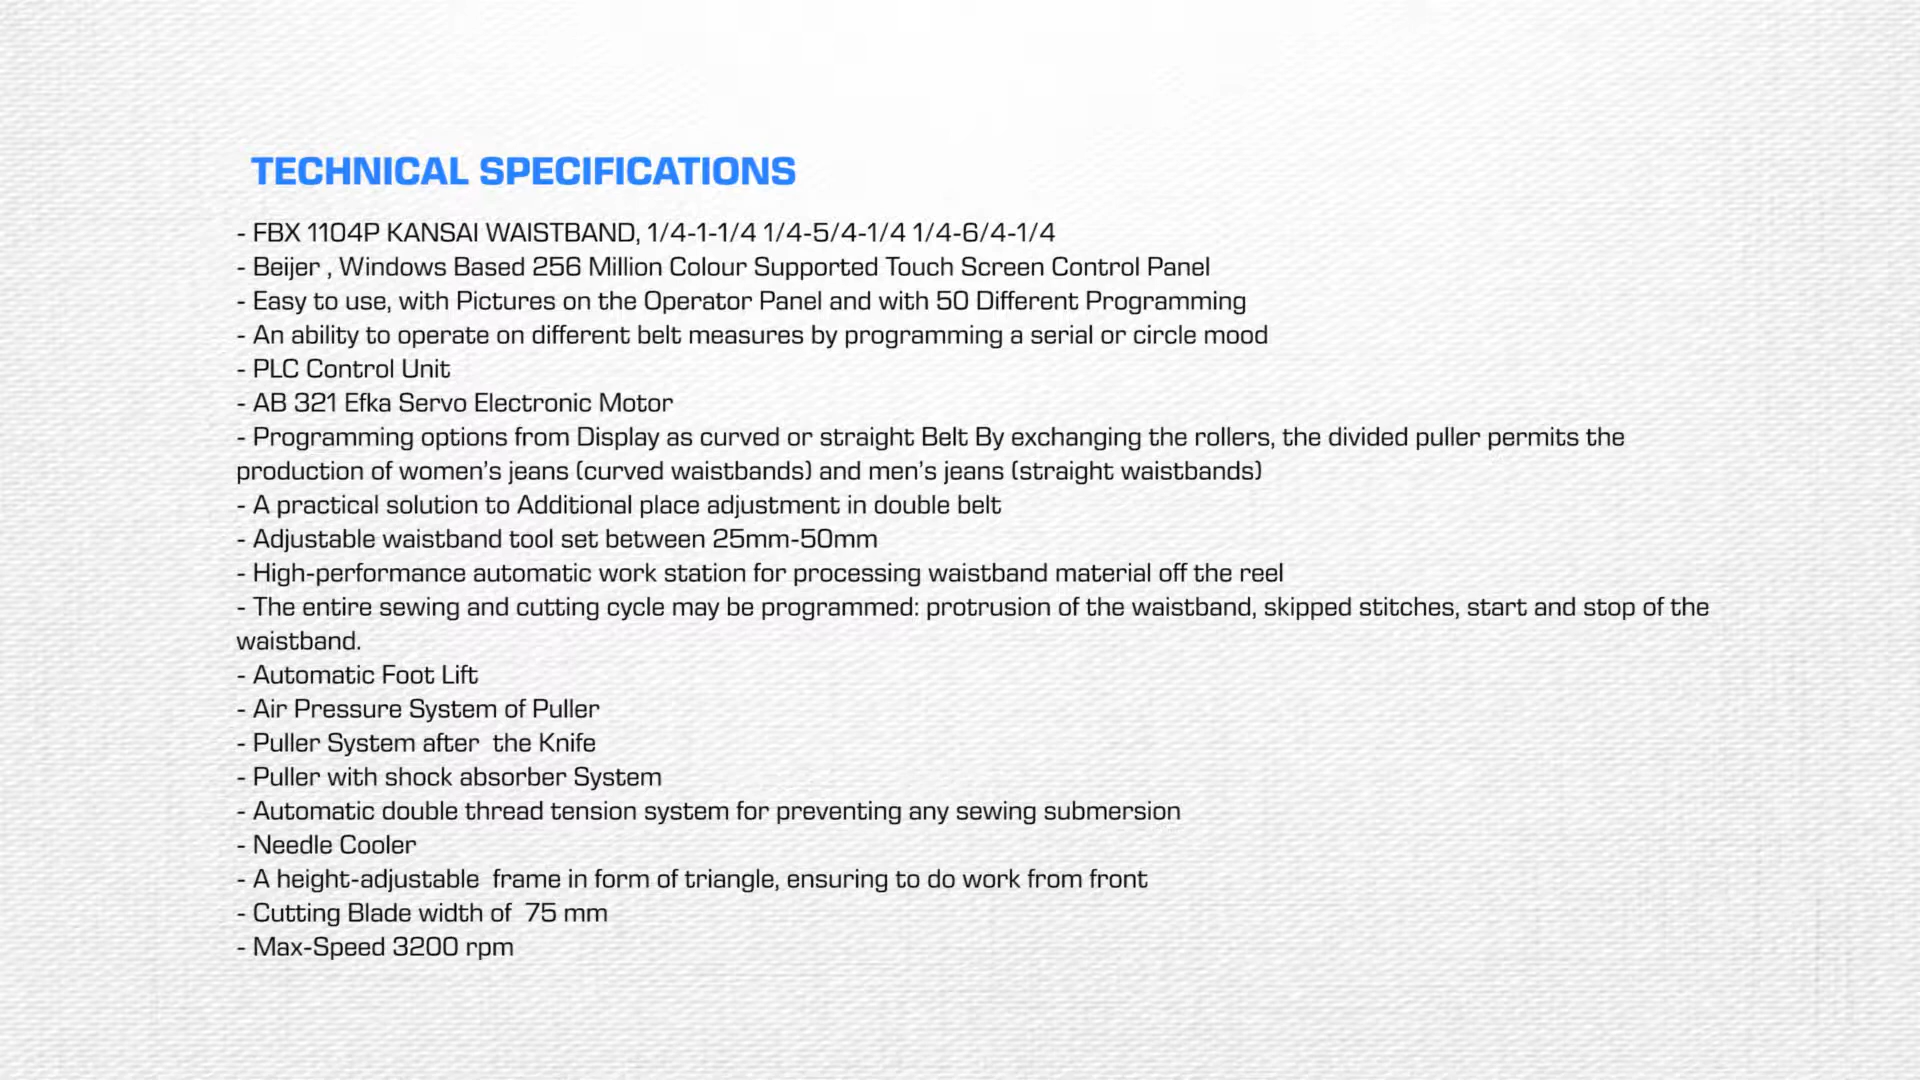 TECHNICAL SPECIFICATIONS
- FBX 1104P KANSAI WAISTBAND, 1/4-1-1/4 1/4-5/4-1/4 1/4-6/4-1/4
- Beijer , Windows Based 256 Million Colour Supported Touch Screen Control Panel
- Easy to use, with Pictures on the Operator Panel and with 50 Different Programming
- An ability to operate on different belt measures by programming a serial or circle mood
- PLC Control Unit
- AB 321 Efka Servo Electronic Motor
- Programming options from Display as curved or straight Belt By exchanging the rollers, the divided puller permits the
production of women's jeans (curved waistbands) and men's jeans (straight waistbands)
- A practical solution to Additional place adjustment in double belt
- Adjustable waistband tool set between 25mm-50mm
- High-performance automatic work station for processing waistband material off the reel
- The entire sewing and cutting cycle may be programmed: protrusion of the waistband, skipped stitches, start and stop of the
waistband.
- Automatic Foot Lift
- Air Pressure System of Puller
- Puller System after  the Knife
- Puller with shock absorber System
- Automatic double thread tension system for preventing any sewing submersion
- Needle Cooler
- A height-adjustable  frame in form of triangle, ensuring to do work from front
- Cutting Blade width of  75 mm
- Max-Speed 3200 rpm